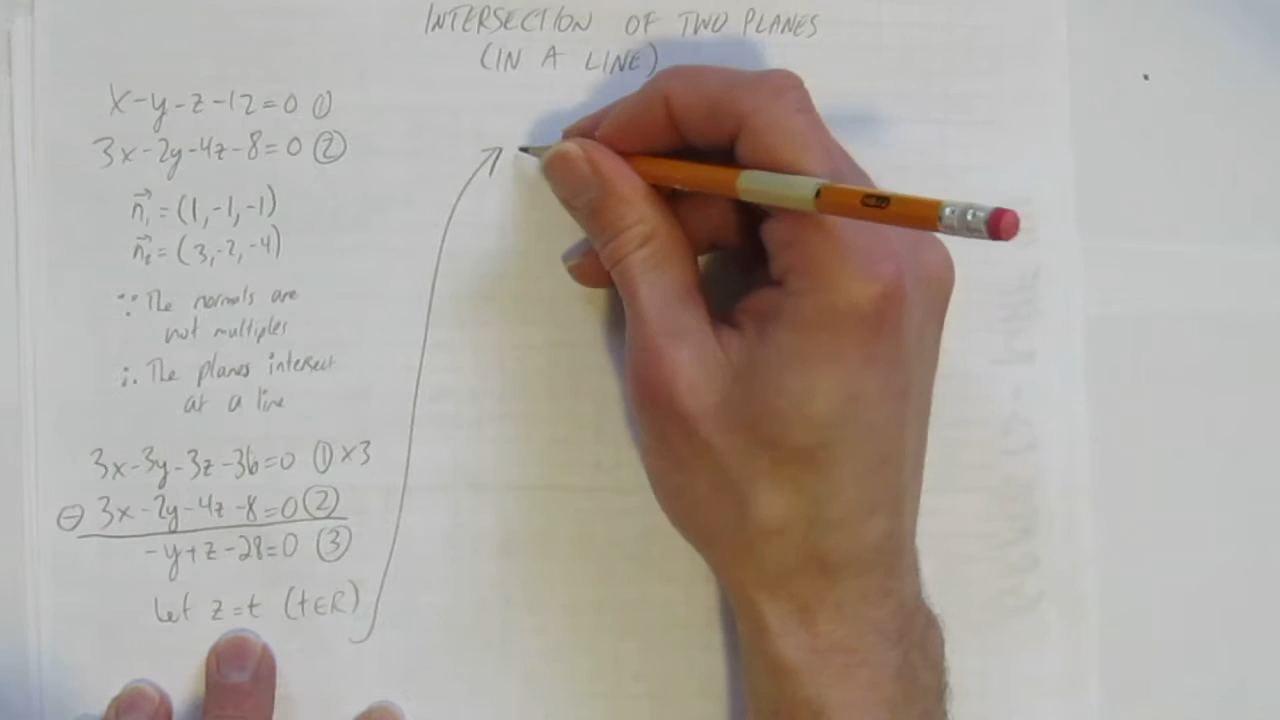 INTERSECTION OF TWO PLANES
(IN A LINE)
x-y-z-12=0 ①
3x-2y-4z-8=0 ②
n⃗₁ = (1,-1,-1)
n⃗₂ = (3,-2,-4)
∵ The normals are
not multiples
∴ The planes intersect
at a line
3x-3y-3z-36=0 ①×3
⊖ 3x-2y-4z-8=0 ②
-y+z-28=0 ③
Let z=t (t∈R)